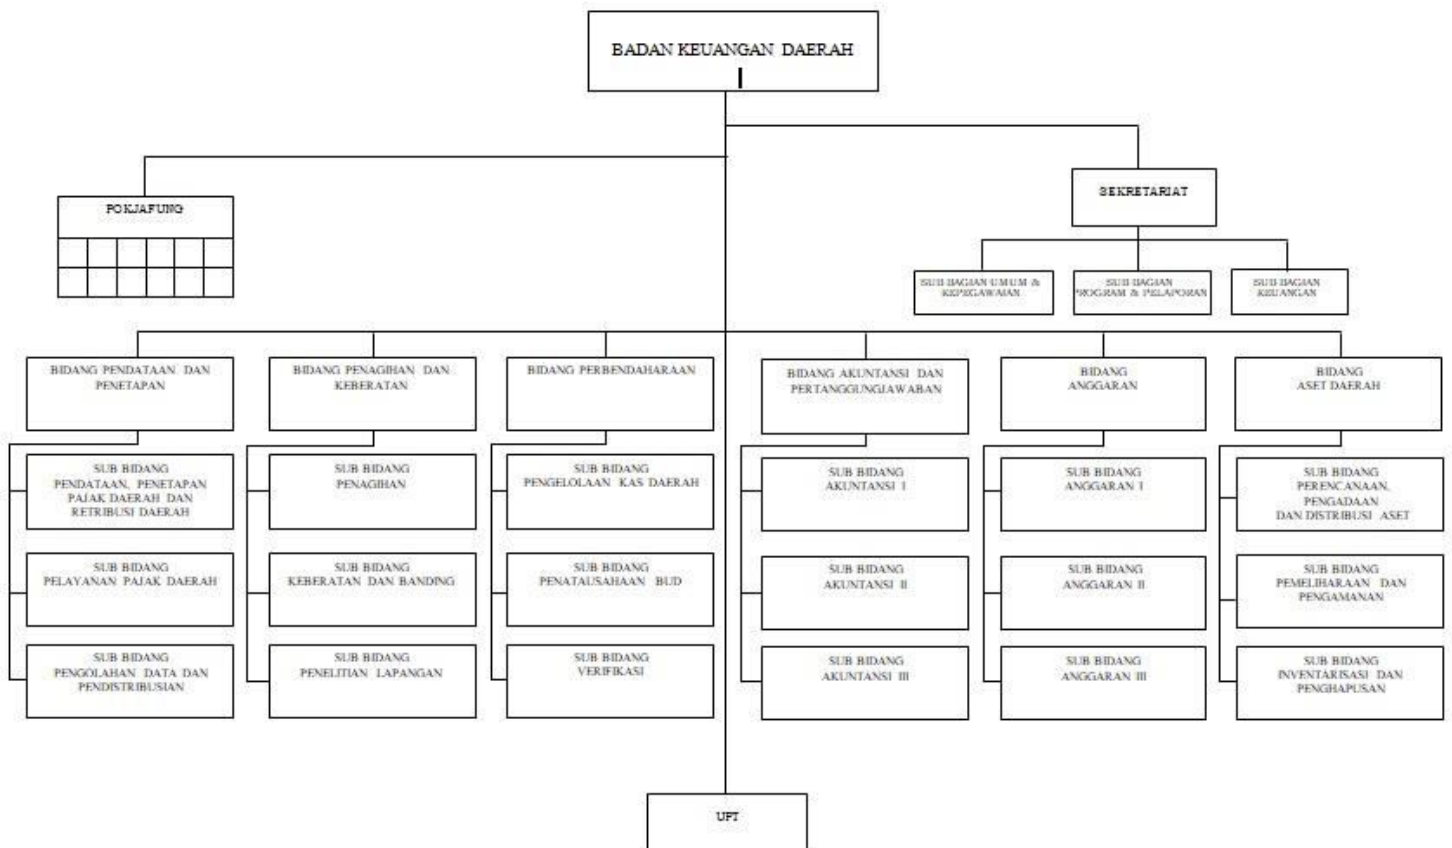 BADAN KEUANGAN DAERAH
SEKRETARIAT
POKJAFUNG
SUB BAGIAN UMUM &
KEPEGAWAIAN
SUB BAGIAN
PROGRAM & PELAPORAN
SUB BAGIAN
KEUANGAN
BIDANG PENDATAAN DAN
PENETAPAN
BIDANG PENAGIHAN DAN
KEBERATAN
BIDANG PERBENDAHARAAN
BIDANG AKUNTANSI DAN
PERTANGGUNGJAWABAN
BIDANG
ANGGARAN
BIDANG
ASET DAERAH
SUB BIDANG
PENDATAAN, PENETAPAN
PAJAK DAERAH DAN
RETRIBUSI DAERAH
SUB BIDANG
PENAGIHAN
SUB BIDANG
PENGELOLAAN KAS DAERAH
SUB BIDANG
AKUNTANSI I
SUB BIDANG
ANGGARAN I
SUB BIDANG
PERENCANAAN,
PENGADAAN
DAN DISTRIBUSI ASET
SUB BIDANG
PELAYANAN PAJAK DAERAH
SUB BIDANG
KEBERATAN DAN BANDING
SUB BIDANG
PENATAUSAHAAN BUD
SUB BIDANG
AKUNTANSI II
SUB BIDANG
ANGGARAN II
SUB BIDANG
PEMELIHARAAN DAN
PENGAMANAN
SUB BIDANG
PENGOLAHAN DATA DAN
PENDISTRIBUSIAN
SUB BIDANG
PENELITIAN LAPANGAN
SUB BIDANG
VERIFIKASI
SUB BIDANG
AKUNTANSI III
SUB BIDANG
ANGGARAN III
SUB BIDANG
INVENTARISASI DAN
PENGHAPUSAN
UPT